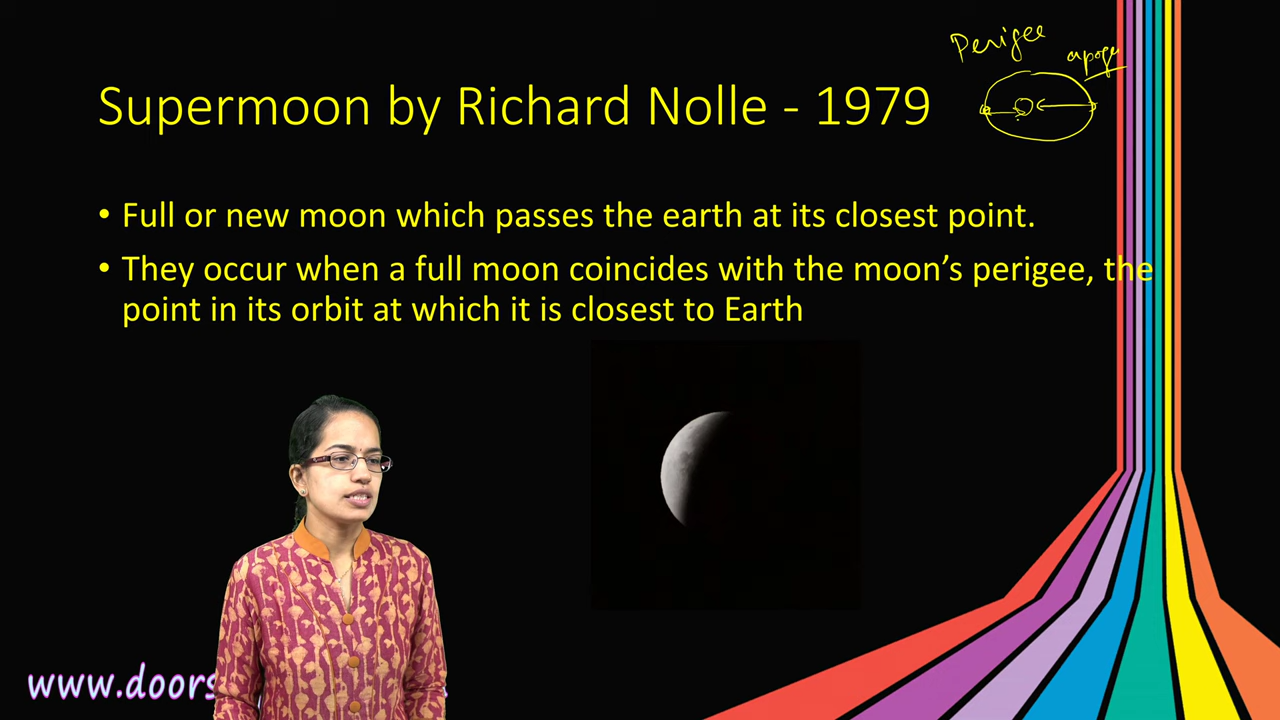 Perigee
apoge
Supermoon by Richard Nolle - 1979
• Full or new moon which passes the earth at its closest point.
• They occur when a full moon coincides with the moon's perigee, the
point in its orbit at which it is closest to Earth
www.doors